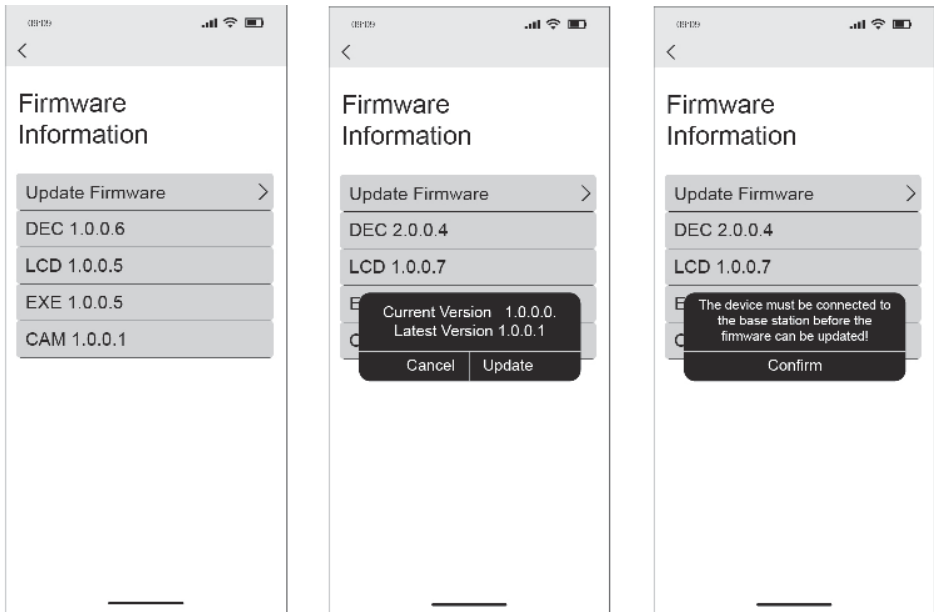 09:09
Firmware
Information
Update Firmware
DEC 1.0.0.6
LCD 1.0.0.5
EXE 1.0.0.5
CAM 1.0.0.1
09:09
Firmware
Information
Update Firmware
DEC 2.0.0.4
LCD 1.0.0.7
E
Current Version 1.0.0.0.
Latest Version 1.0.0.1
C
Cancel Update
09:09
Firmware
Information
Update Firmware
DEC 2.0.0.4
LCD 1.0.0.7
E
The device must be connected to
the base station before the
firmware can be updated!
C
Confirm